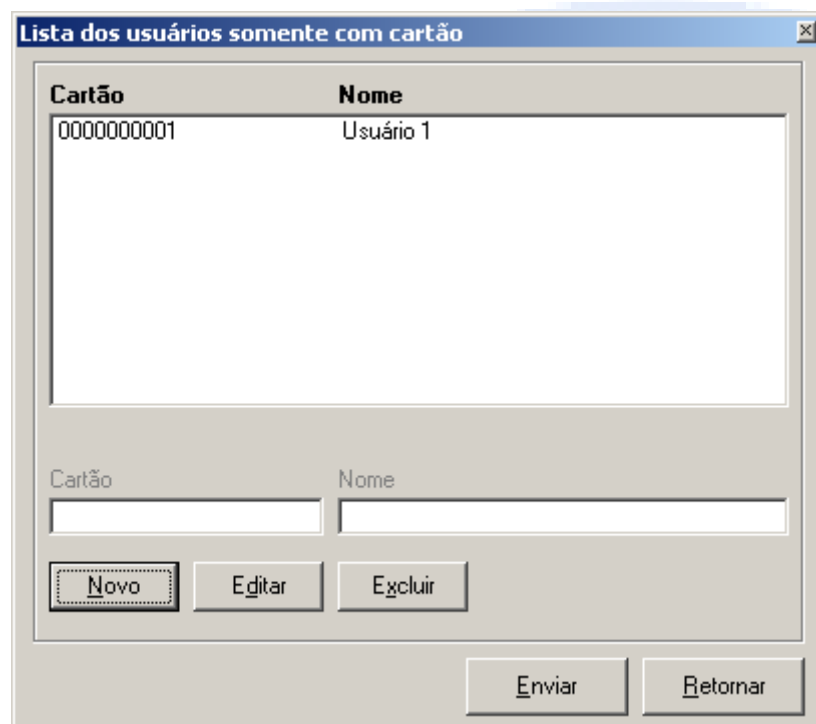 Lista dos usuários somente com cartão
Cartão Nome
0000000001 Usuário 1
Cartão Nome
Novo Editar Excluir
Enviar Retornar